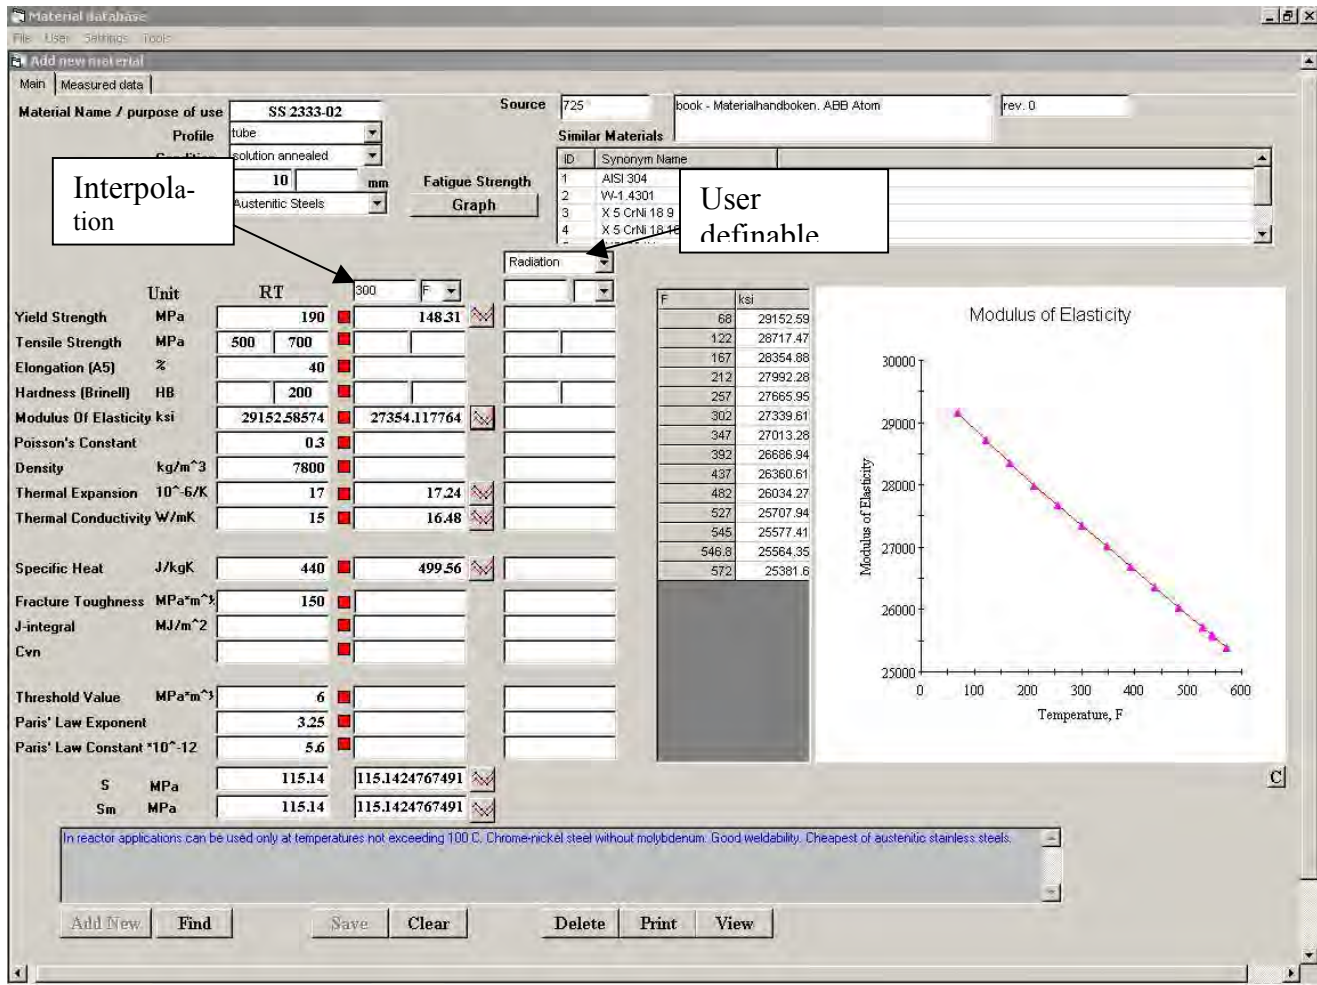 Material database
File User Settings Tools
Add new material
Main Measured data
Material Name / purpose of use SS 2333-02 Source 725 book - Materialhandboken. ABB Atom rev. 0
Profile tube Similar Materials
solution annealed ID Synonym Name
10 mm Fatigue Strength 1 AISI 304
Austenitic Steels Graph 2 W-1.4301
3 X 5 CrNi 18 9
4 X 5 CrNi 18 10
Interpola-
tion
User
definable
Radiation
Unit RT 300 F
Yield Strength MPa 190 148.31
Tensile Strength MPa 500 700
Elongation (A5) % 40
Hardness (Brinell) HB 200
Modulus Of Elasticity ksi 29152.58574 27354.117764
Poisson's Constant 0.3
Density kg/m^3 7800
Thermal Expansion 10^-6/K 17 17.24
Thermal Conductivity W/mK 15 16.48
Specific Heat J/kgK 440 499.56
Fracture Toughness MPa*m^½ 150
J-integral MJ/m^2
Cvn
Threshold Value MPa*m^½ 6
Paris' Law Exponent 3.25
Paris' Law Constant *10^-12 5.6
S MPa 115.14 115.1424767491
Sm MPa 115.14 115.1424767491
F ksi
68 29152.59
122 28717.47
167 28354.88
212 27992.28
257 27665.95
302 27339.61
347 27013.28
392 26686.94
437 26360.61
482 26034.27
527 25707.94
545 25577.41
546.8 25564.35
572 25381.6
Modulus of Elasticity
30000
29000
28000
27000
26000
25000
Modulus of Elasticity
0 100 200 300 400 500 600
Temperature, F
C
In reactor applications can be used only at temperatures not exceeding 100 C. Chrome-nickel steel without molybdenum. Good weldability. Cheapest of austenitic stainless steels.
Add New Find Save Clear Delete Print View